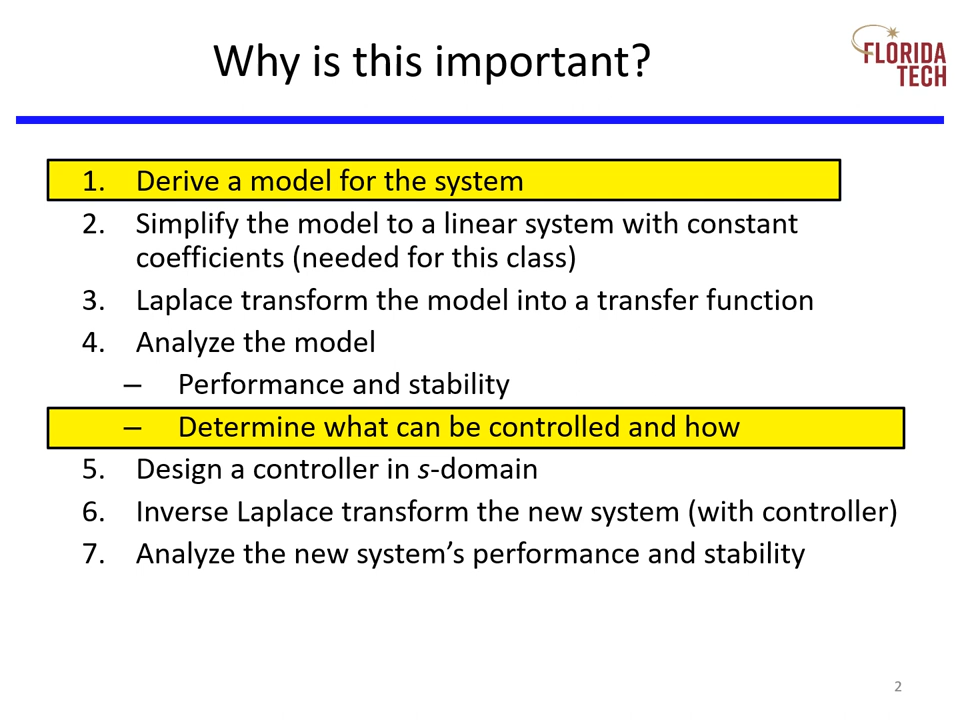 Why is this important?
FLORIDA
TECH
1. Derive a model for the system
2. Simplify the model to a linear system with constant
coefficients (needed for this class)
3. Laplace transform the model into a transfer function
4. Analyze the model
– Performance and stability
– Determine what can be controlled and how
5. Design a controller in s-domain
6. Inverse Laplace transform the new system (with controller)
7. Analyze the new system’s performance and stability
2